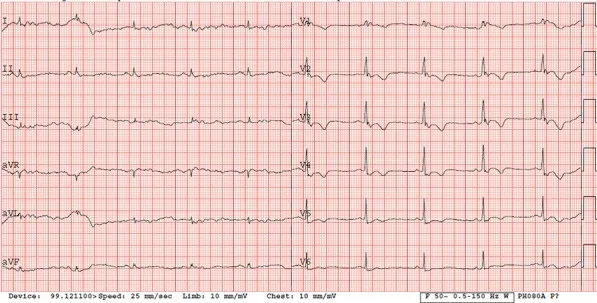 I
V1
II
V2
III
V3
aVR
V4
aVL
V5
aVF
V6
Device: 99.121100> Speed: 25 mm/sec Limb: 10 mm/mV Chest: 10 mm/mV F 50~ 0.5-150 Hz W PH080A P?